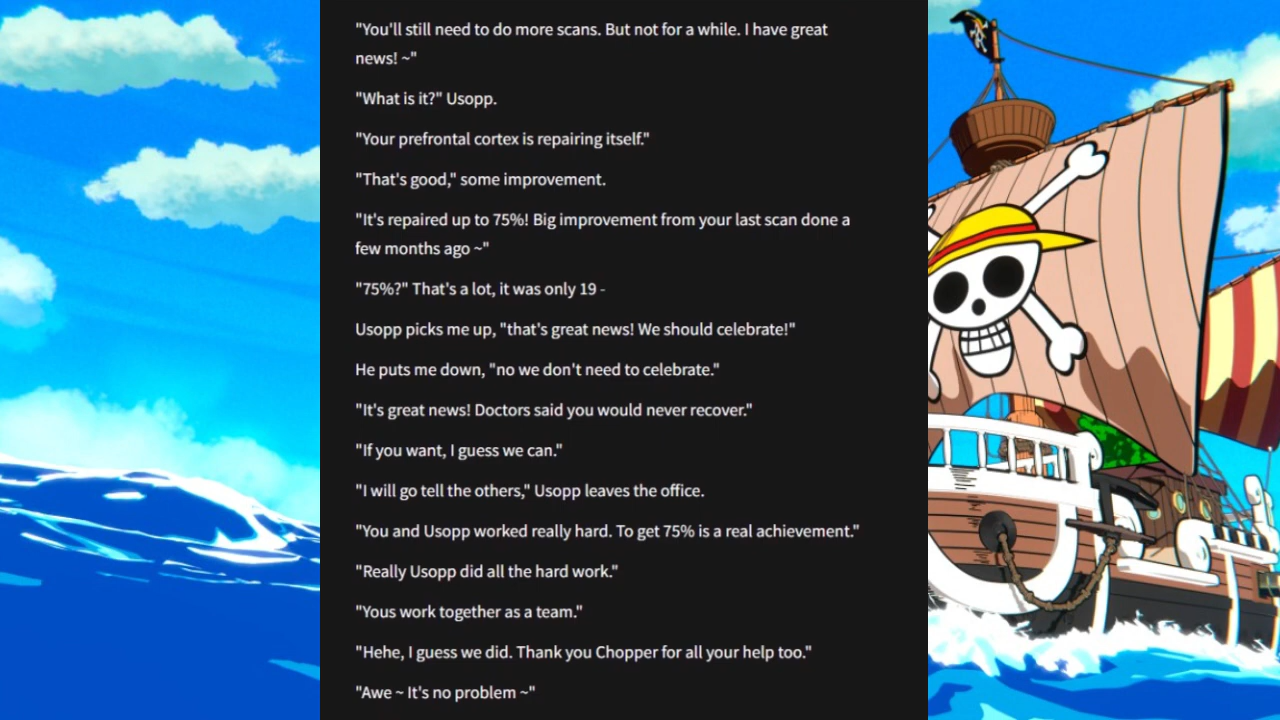 "You'll still need to do more scans. But not for a while. I have great
news! ~"
"What is it?" Usopp.
"Your prefrontal cortex is repairing itself."
"That's good," some improvement.
"It's repaired up to 75%! Big improvement from your last scan done a
few months ago ~"
"75%?" That's a lot, it was only 19 -
Usopp picks me up, "that's great news! We should celebrate!"
He puts me down, "no we don't need to celebrate."
"It's great news! Doctors said you would never recover."
"If you want, I guess we can."
"I will go tell the others," Usopp leaves the office.
"You and Usopp worked really hard. To get 75% is a real achievement."
"Really Usopp did all the hard work."
"Yous work together as a team."
"Hehe, I guess we did. Thank you Chopper for all your help too."
"Awe ~ It's no problem ~"